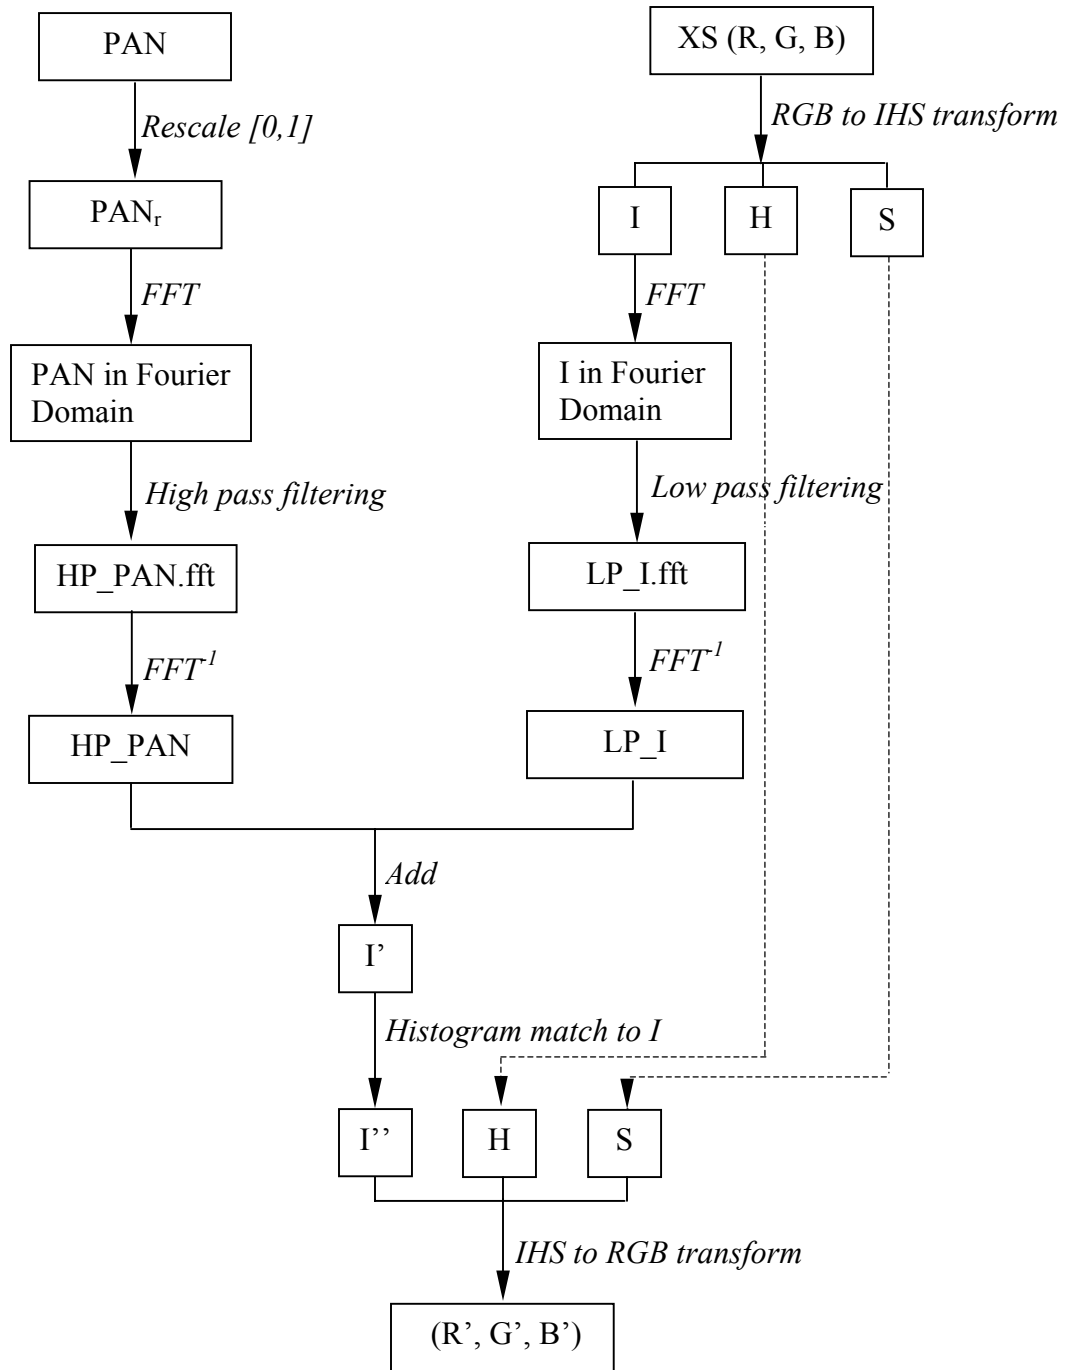 PAN
XS (R, G, B)
Rescale [0,1]
RGB to IHS transform
PANr
I
H
S
FFT
FFT
PAN in Fourier
Domain
I in Fourier
Domain
High pass filtering
Low pass filtering
HP_PAN.fft
LP_I.fft
FFT-1
FFT-1
HP_PAN
LP_I
Add
I’
Histogram match to I
I’’
H
S
IHS to RGB transform
(R’, G’, B’)